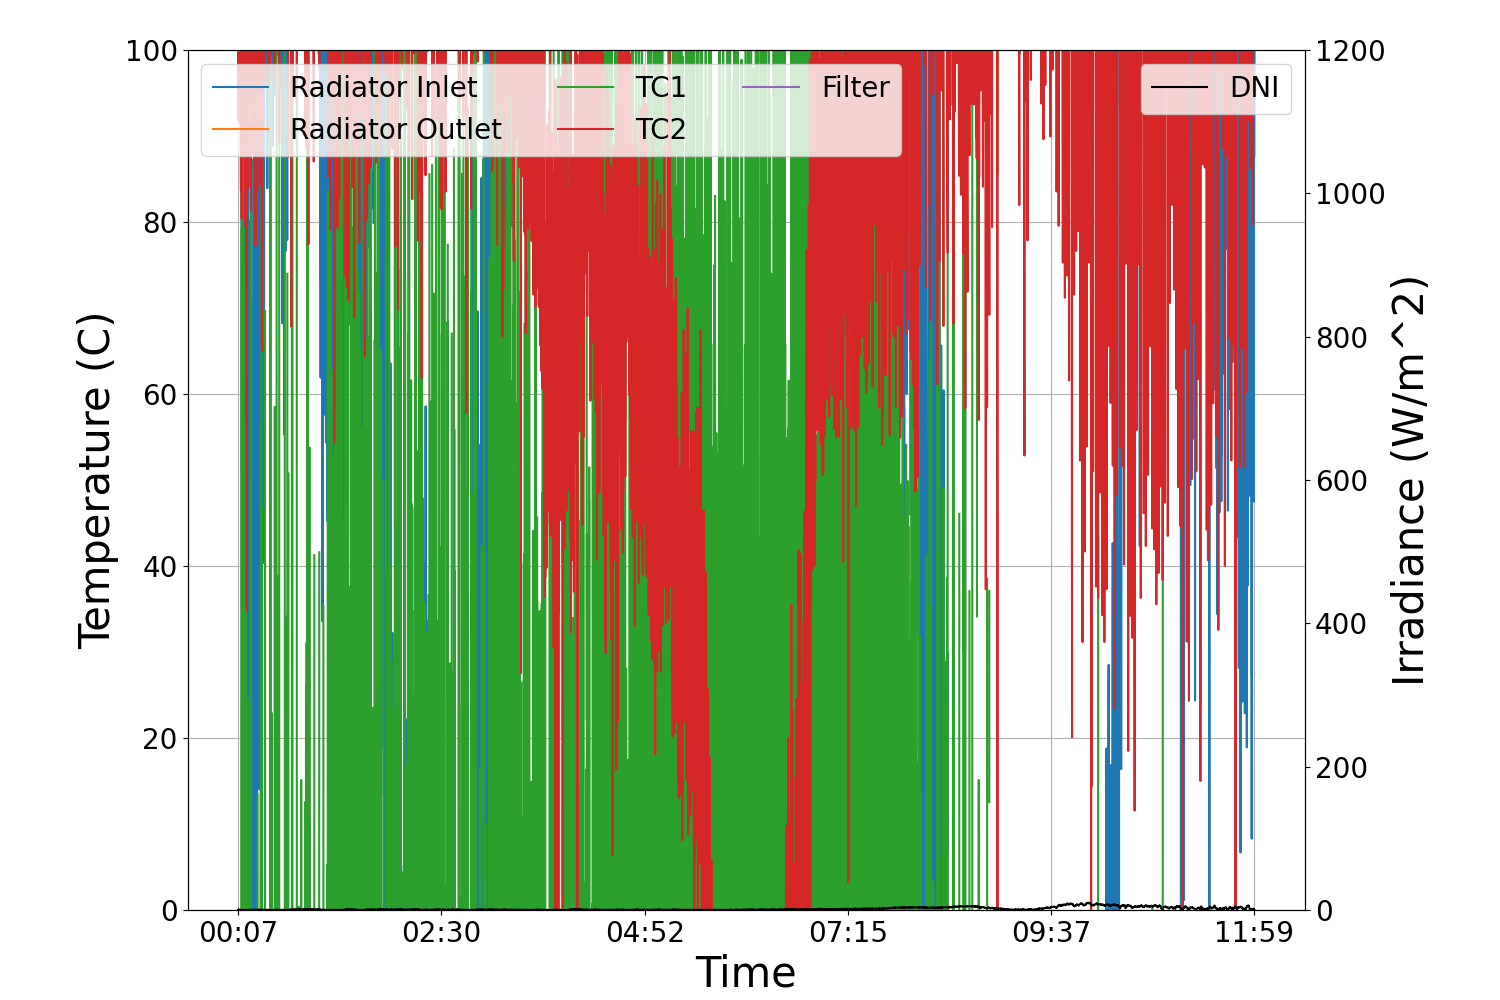 100
80
60
40
20
0
Temperature (C)
Radiator Inlet
Radiator Outlet
TC1
TC2
Filter
DNI
1200
1000
800
600
400
200
0
Irradiance (W/m^2)
00:07 02:30 04:52 07:15 09:37 11:59
Time